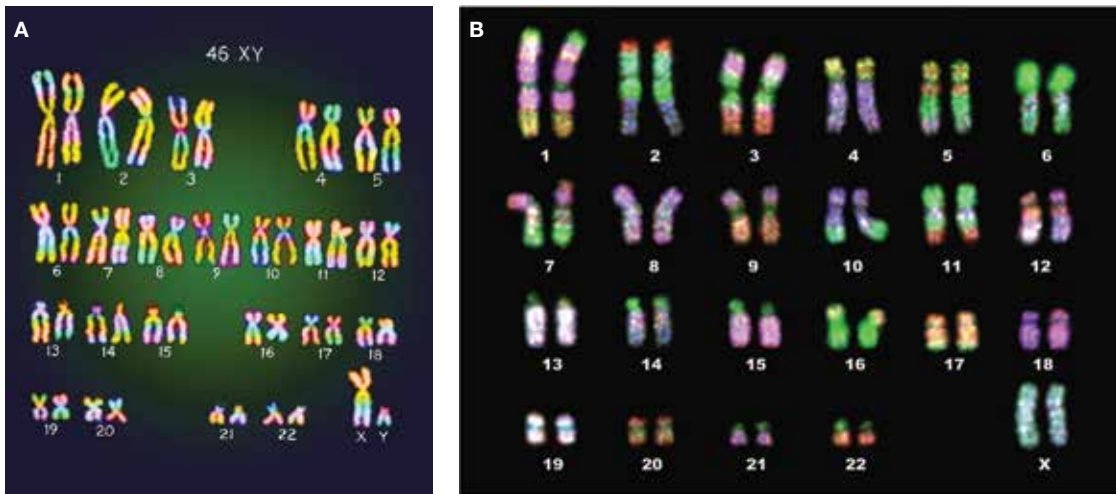 A
46 XY
1 2 3 4 5
6 7 8 9 10 11 12
13 14 15 16 17 18
19 20 21 22 X Y
B
1 2 3 4 5 6
7 8 9 10 11 12
13 14 15 16 17 18
19 20 21 22 X